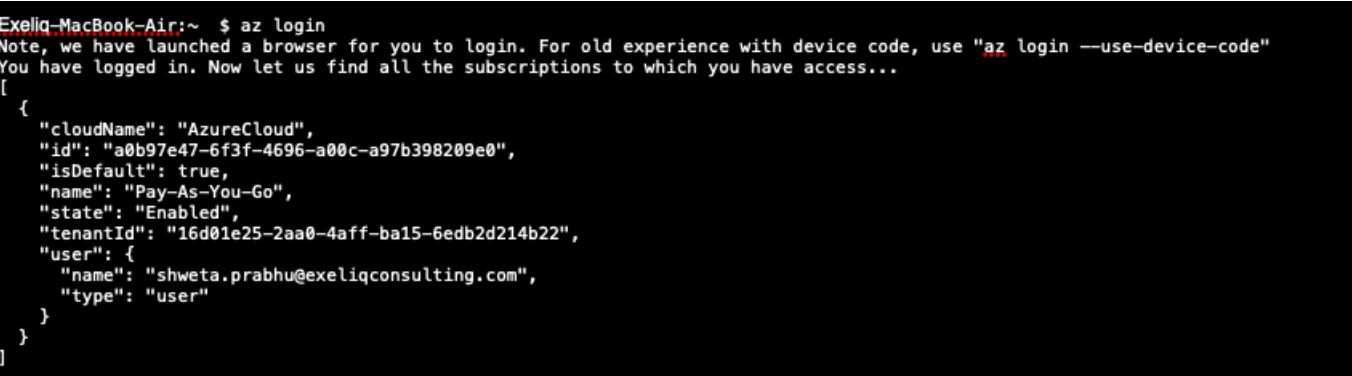 Exeliq-MacBook-Air:~  $ az login
Note, we have launched a browser for you to login. For old experience with device code, use "az login --use-device-code"
You have logged in. Now let us find all the subscriptions to which you have access...
[
  {
    "cloudName": "AzureCloud",
    "id": "a0b97e47-6f3f-4696-a00c-a97b398209e0",
    "isDefault": true,
    "name": "Pay-As-You-Go",
    "state": "Enabled",
    "tenantId": "16d01e25-2aa0-4aff-ba15-6edb2d214b22",
    "user": {
      "name": "shweta.prabhu@exeliqconsulting.com",
      "type": "user"
    }
  }
]